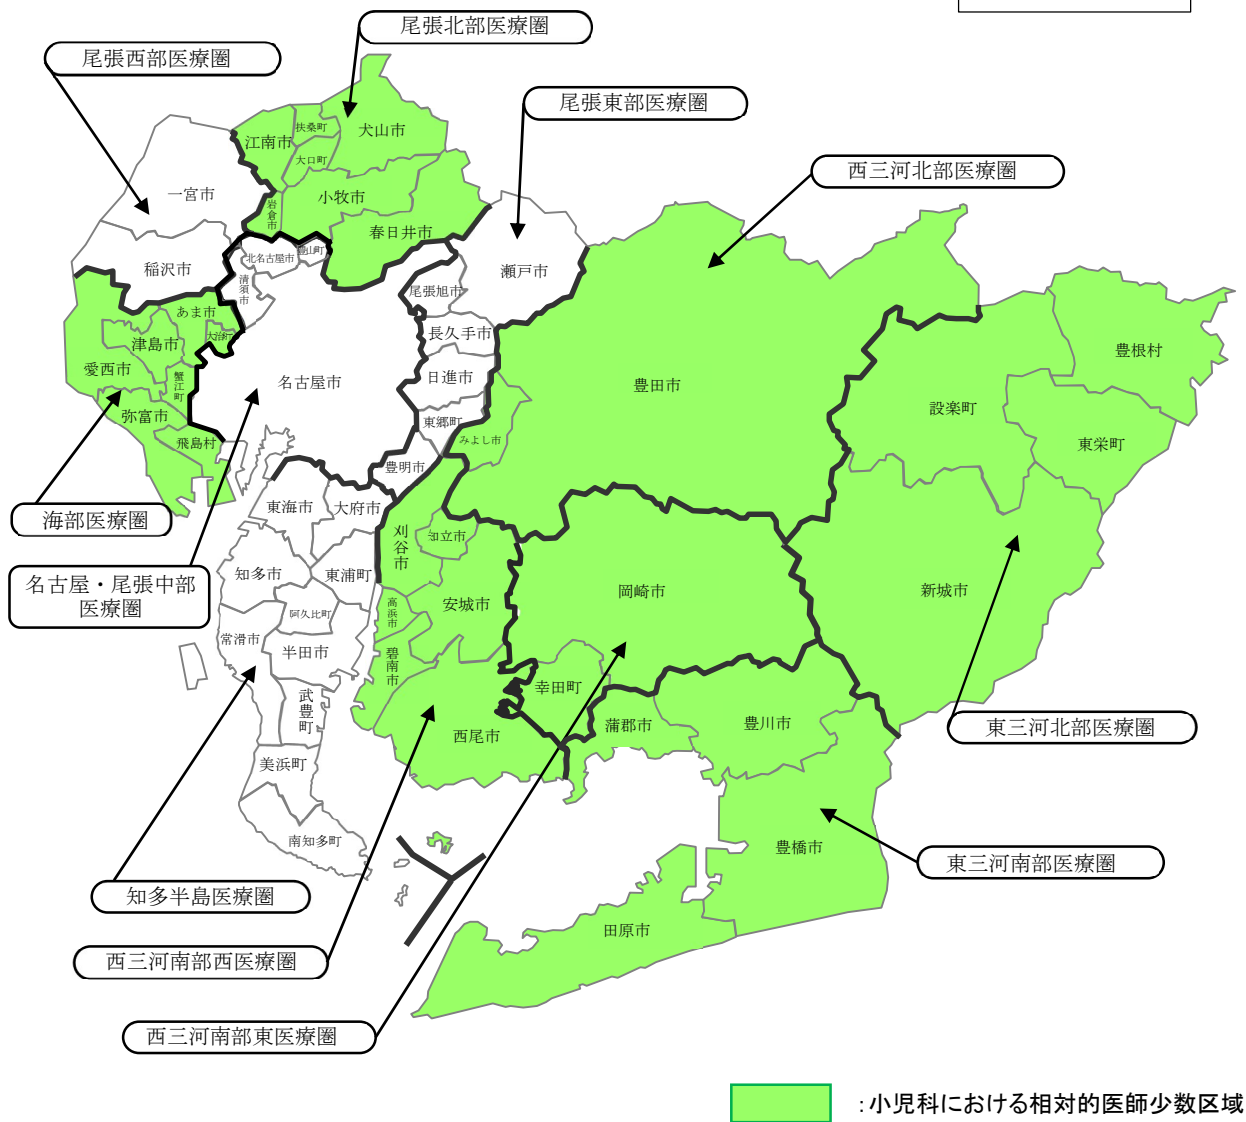 尾張北部医療圏
尾張西部医療圏
尾張東部医療圏
西三河北部医療圏
扶桑町
犬山市
江南市
大口町
一宮市
小牧市
岩倉市
春日井市
北名古屋市
豊山町
稲沢市
瀬戸市
清須市
尾張旭市
あま市
大治町
長久手市
津島市
愛西市
蟹江町
名古屋市
日進市
豊田市
豊根村
設楽町
弥富市
東郷町
みよし市
東栄町
飛島村
豊明市
海部医療圏
東海市
大府市
刈谷市
知立市
名古屋・尾張中部
医療圏
知多市
東浦町
岡崎市
新城市
高浜市
安城市
阿久比町
常滑市
半田市
碧南市
幸田町
武豊町
西尾市
蒲郡市
豊川市
東三河北部医療圏
美浜町
南知多町
豊橋市
東三河南部医療圏
知多半島医療圏
田原市
西三河南部西医療圏
西三河南部東医療圏
:小児科における相対的医師少数区域